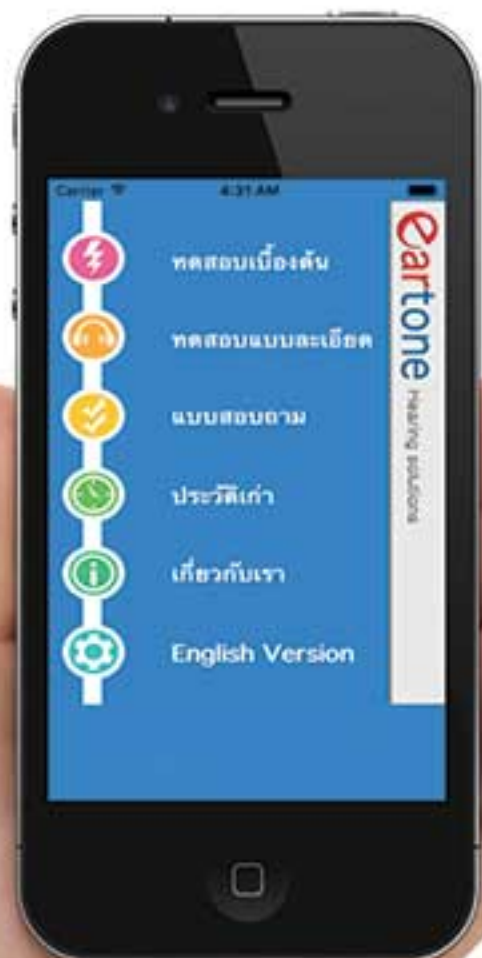 Carrier 4:31 AM
ทดสอบเบื้องต้น
ทดสอบแบบละเอียด
แบบสอบถาม
ประวัติเก่า
เกี่ยวกับเรา
English Version
eartone hearing solutions